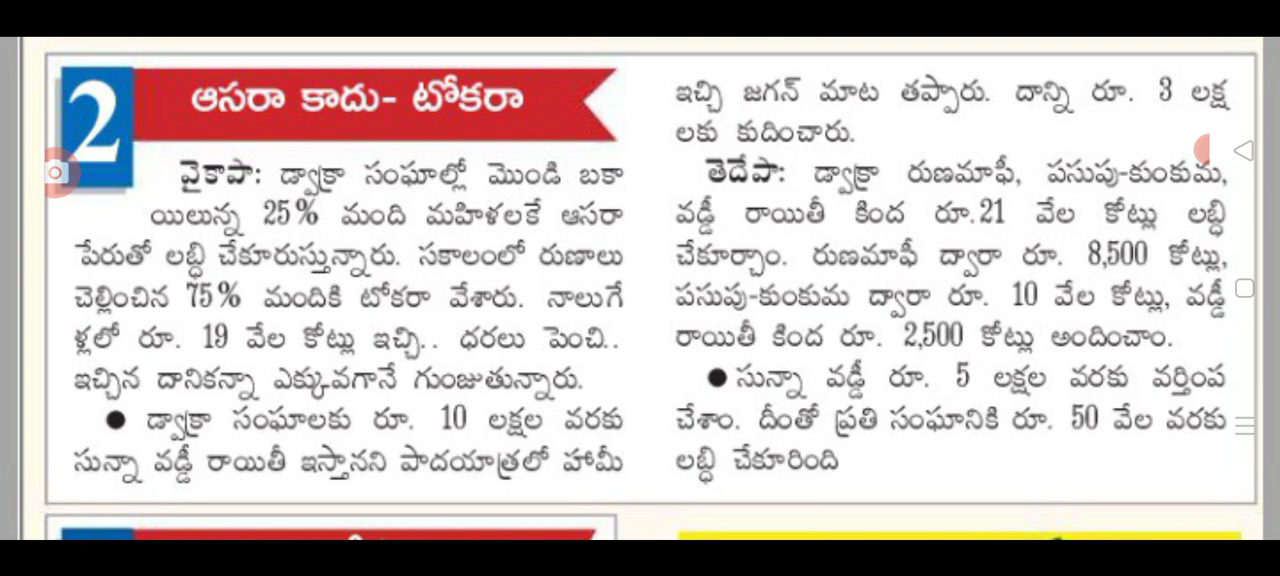 2
ఆసరా కాదు- టోకరా
వైకాపా: డ్వాక్రా సంఘాల్లో మొండి బకా
యిలున్న 25% మంది మహిళలకే ఆసరా
పేరుతో లబ్ధి చేకూరుస్తున్నారు. సకాలంలో రుణాలు
చెల్లించిన 75% మందికి టోకరా వేశారు. నాలుగే
ళ్లలో రూ. 19 వేల కోట్లు ఇచ్చి.. ధరలు పెంచి..
ఇచ్చిన దానికన్నా ఎక్కువగానే గుంజుతున్నారు.
● డ్వాక్రా సంఘాలకు రూ. 10 లక్షల వరకు
సున్నా వడ్డీ రాయితీ ఇస్తానని పాదయాత్రలో హామీ
ఇచ్చి జగన్ మాట తప్పారు. దాన్ని రూ. 3 లక్ష
లకు కుదించారు.
తెదేపా: డ్వాక్రా రుణమాఫీ, పసుపు-కుంకుమ,
వడ్డీ రాయితీ కింద రూ.21 వేల కోట్లు లబ్ధి
చేకూర్చాం. రుణమాఫీ ద్వారా రూ. 8,500 కోట్లు,
పసుపు-కుంకుమ ద్వారా రూ. 10 వేల కోట్లు, వడ్డీ
రాయితీ కింద రూ. 2,500 కోట్లు అందించాం.
● సున్నా వడ్డీ రూ. 5 లక్షల వరకు వర్తింప
చేశాం. దీంతో ప్రతి సంఘానికి రూ. 50 వేల వరకు
లబ్ధి చేకూరింది